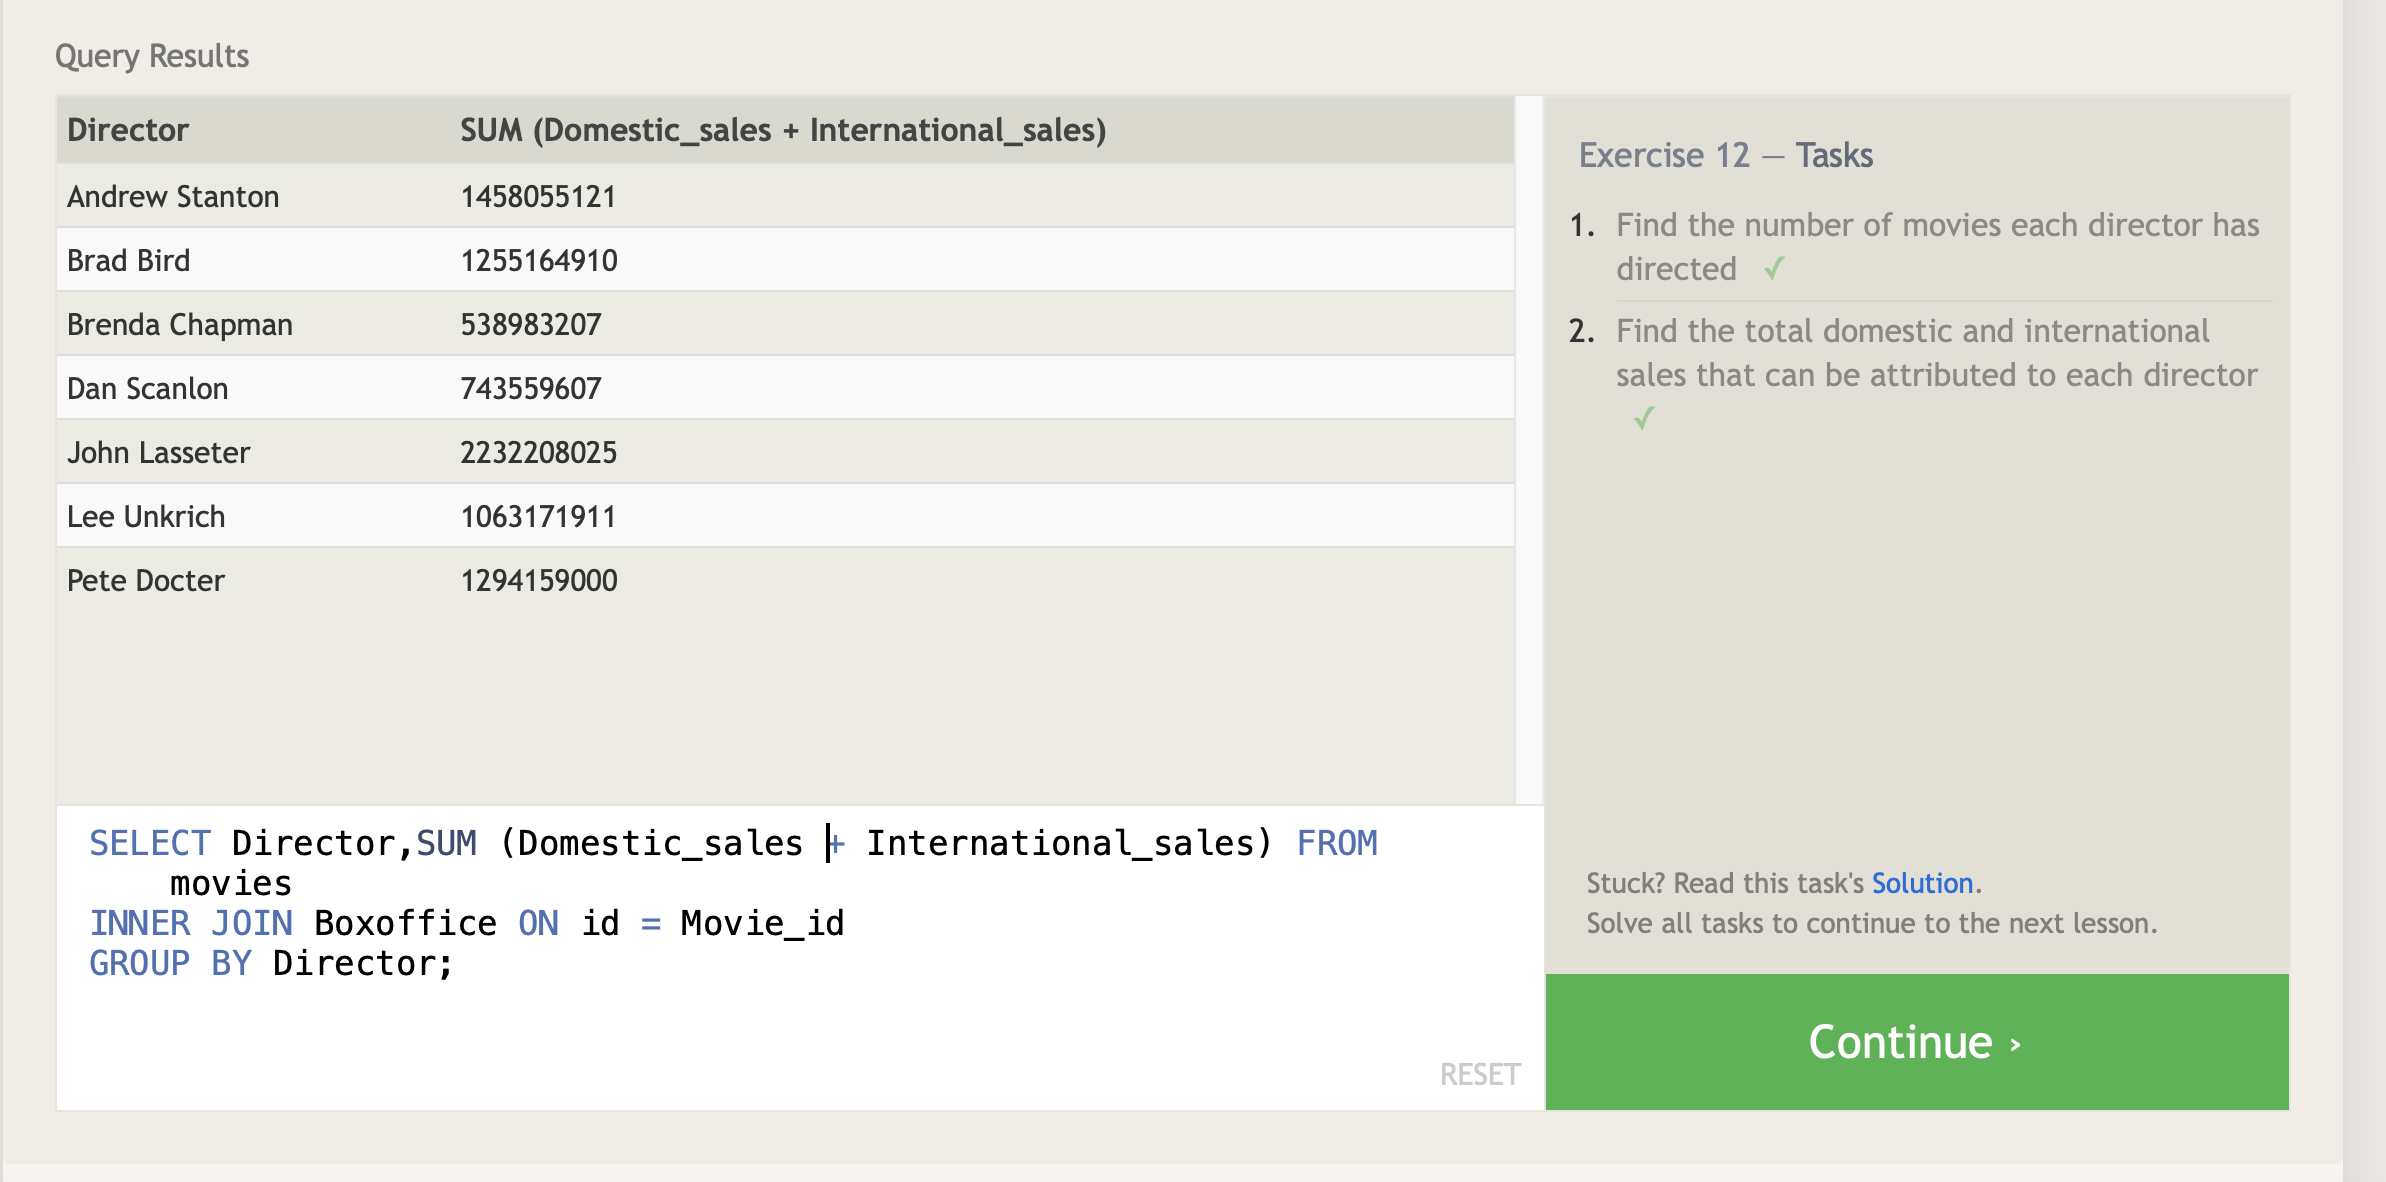 Query Results
Director SUM (Domestic_sales + International_sales)
Andrew Stanton 1458055121
Brad Bird 1255164910
Brenda Chapman 538983207
Dan Scanlon 743559607
John Lasseter 2232208025
Lee Unkrich 1063171911
Pete Docter 1294159000
SELECT Director,SUM (Domestic_sales + International_sales) FROM
movies
INNER JOIN Boxoffice ON id = Movie_id
GROUP BY Director;
RESET
Exercise 12 — Tasks
1. Find the number of movies each director has
directed ✓
2. Find the total domestic and international
sales that can be attributed to each director
✓
Stuck? Read this task's Solution.
Solve all tasks to continue to the next lesson.
Continue ›